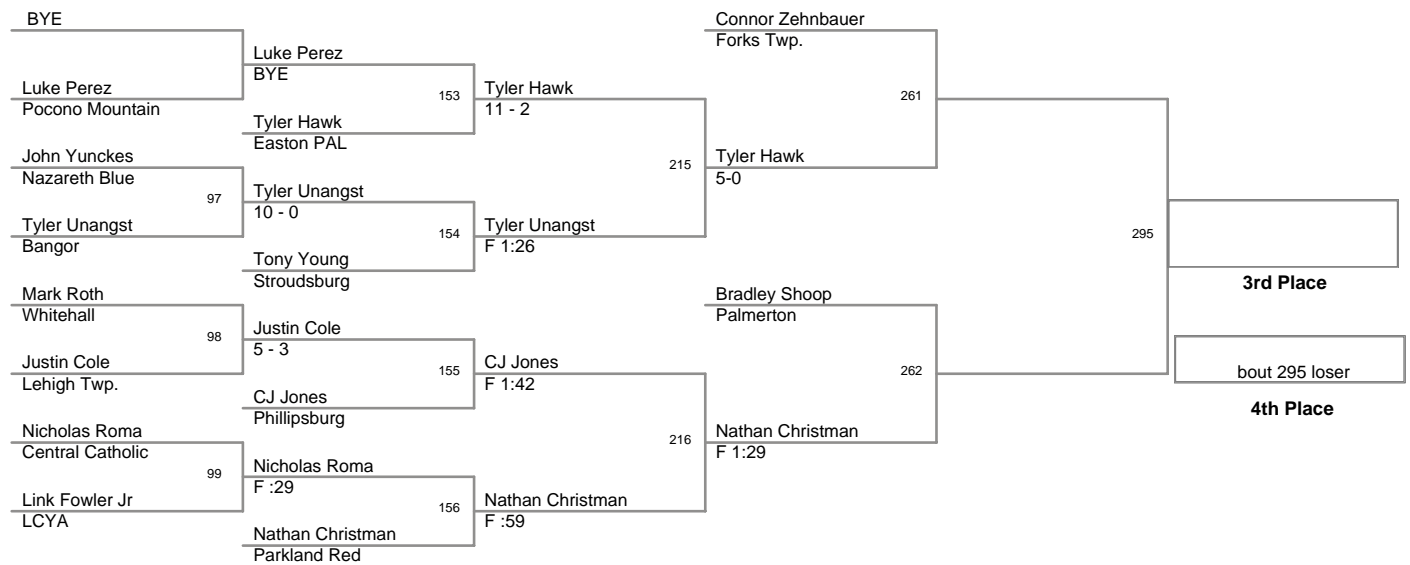 BYE
Luke Perez
Pocono Mountain
John Yunckes
Nazareth Blue
97
Tyler Unangst
Bangor
Mark Roth
Whitehall
98
Justin Cole
Lehigh Twp.
Nicholas Roma
Central Catholic
99
Link Fowler Jr
LCYA
Luke Perez
BYE
153
Tyler Hawk
Easton PAL
Tyler Unangst
10 - 0
154
Tony Young
Stroudsburg
Justin Cole
5 - 3
155
CJ Jones
Phillipsburg
Nicholas Roma
F :29
156
Nathan Christman
Parkland Red
Tyler Hawk
11 - 2
215
Tyler Unangst
F 1:26
CJ Jones
F 1:42
216
Nathan Christman
F :59
Connor Zehnbauer
Forks Twp.
261
Tyler Hawk
5-0
Bradley Shoop
Palmerton
262
Nathan Christman
F 1:29
295
3rd Place
bout 295 loser
4th Place